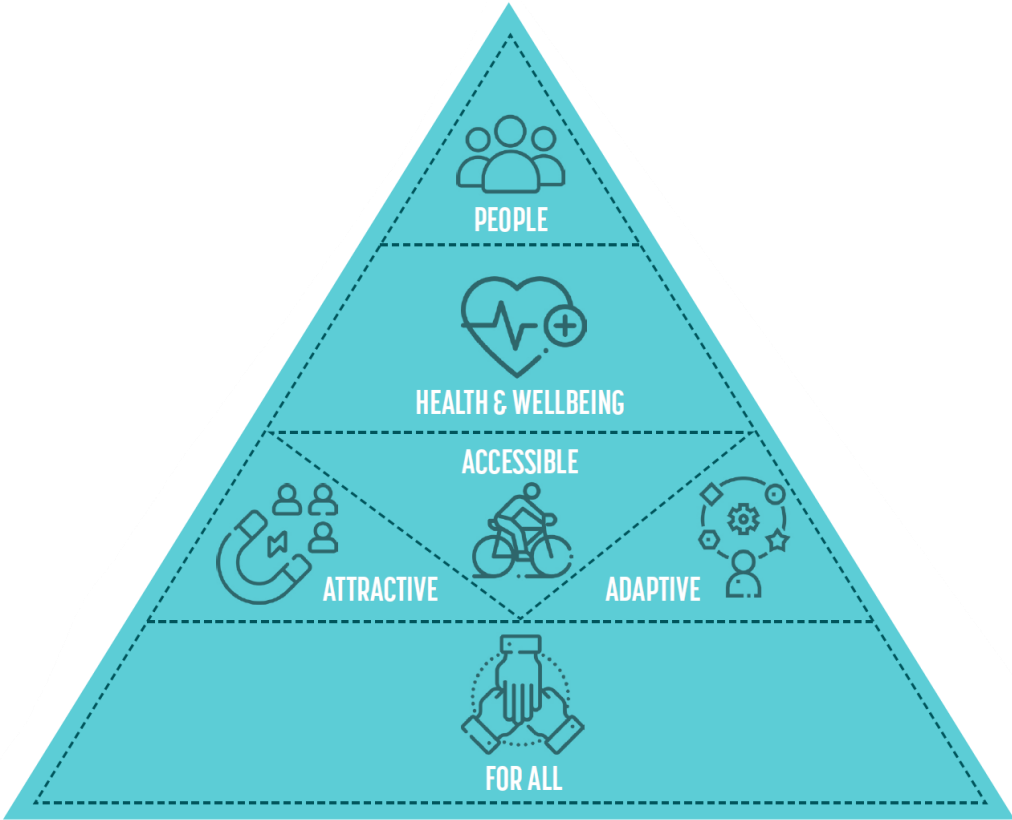 PEOPLE
HEALTH & WELLBEING
ACCESSIBLE
ATTRACTIVE
ADAPTIVE
FOR ALL